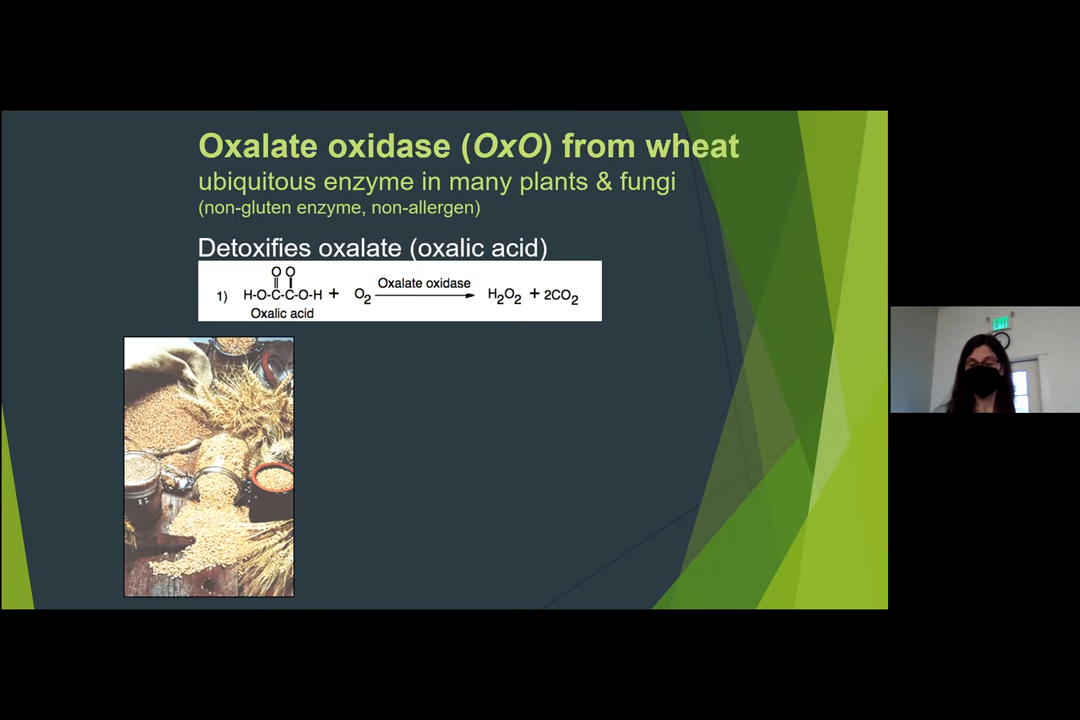 Oxalate oxidase (OxO) from wheat
ubiquitous enzyme in many plants & fungi
(non-gluten enzyme, non-allergen)
Detoxifies oxalate (oxalic acid)
O O
1) H-O-C-C-O-H + O2 Oxalate oxidase H2O2 + 2CO2
Oxalic acid
EXIT